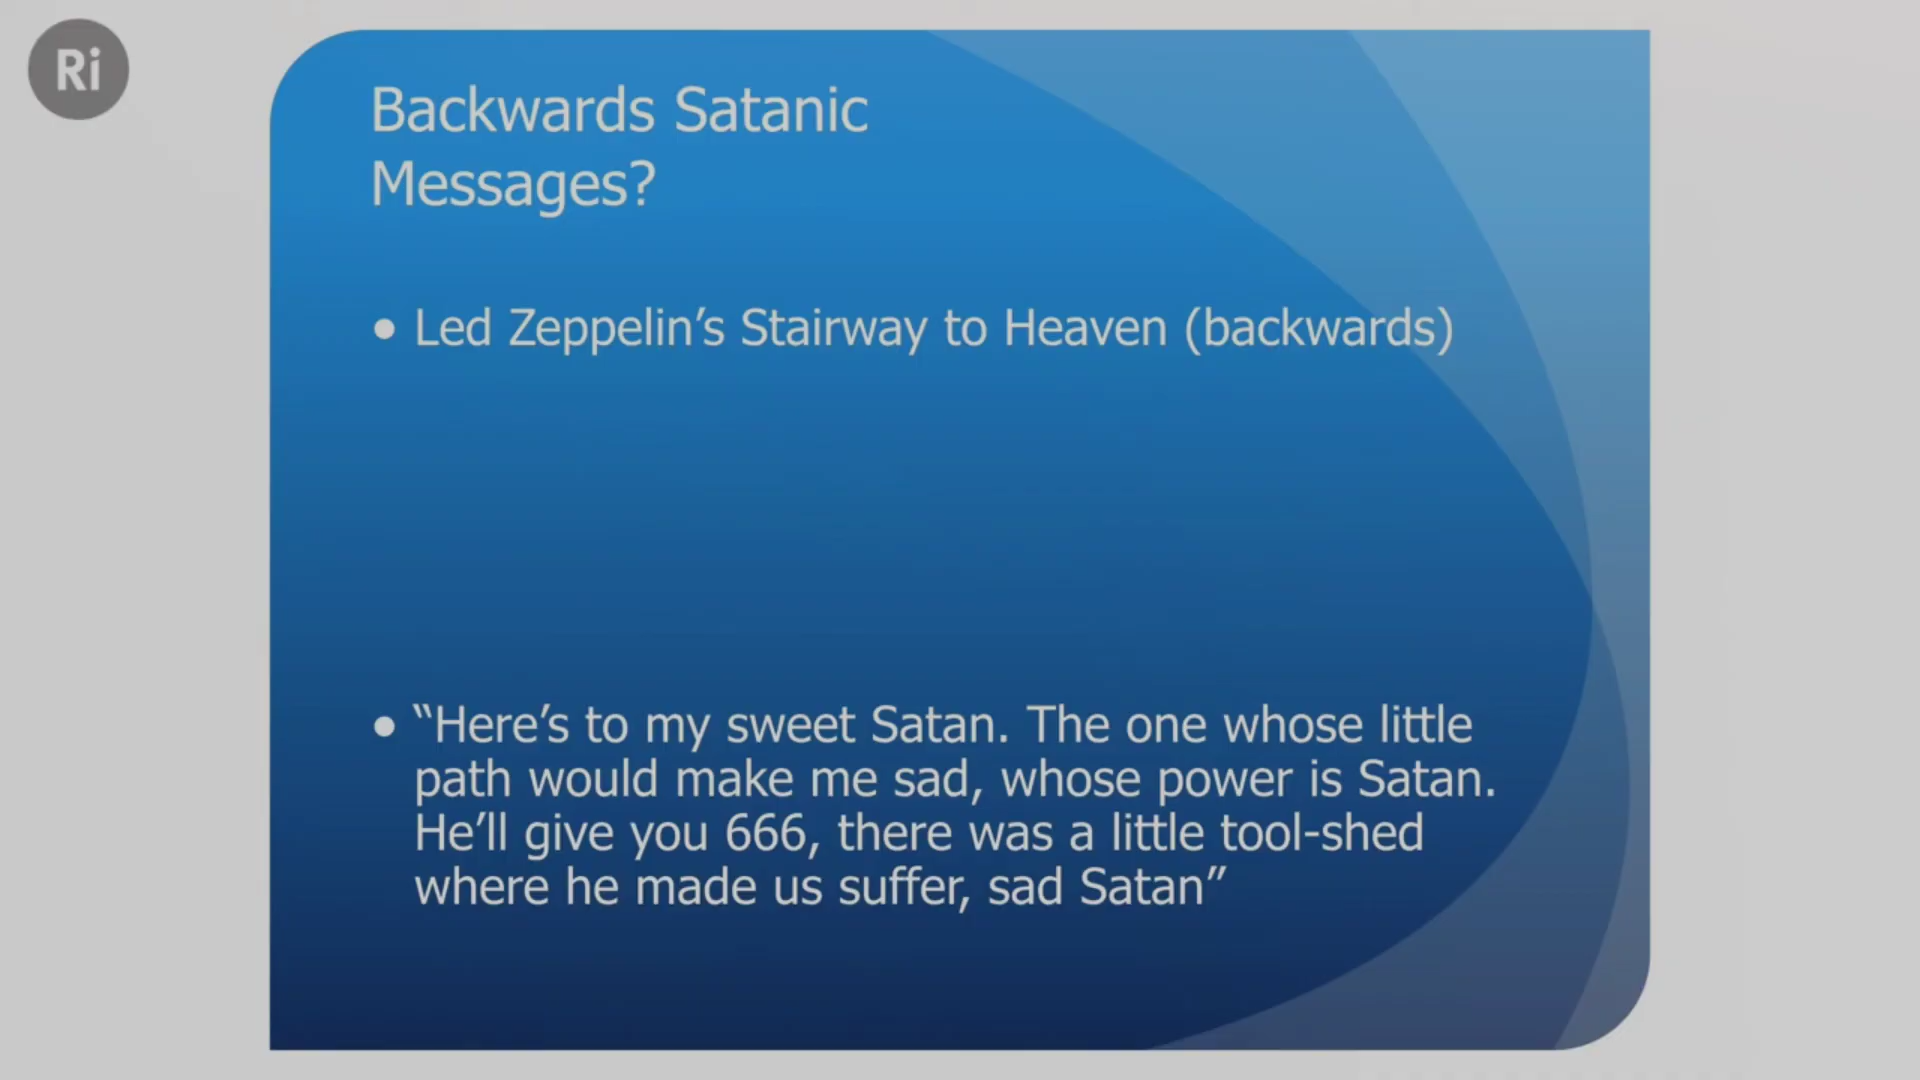 Ri
Backwards Satanic
Messages?
• Led Zeppelin’s Stairway to Heaven (backwards)
• “Here’s to my sweet Satan. The one whose little
path would make me sad, whose power is Satan.
He’ll give you 666, there was a little tool-shed
where he made us suffer, sad Satan”